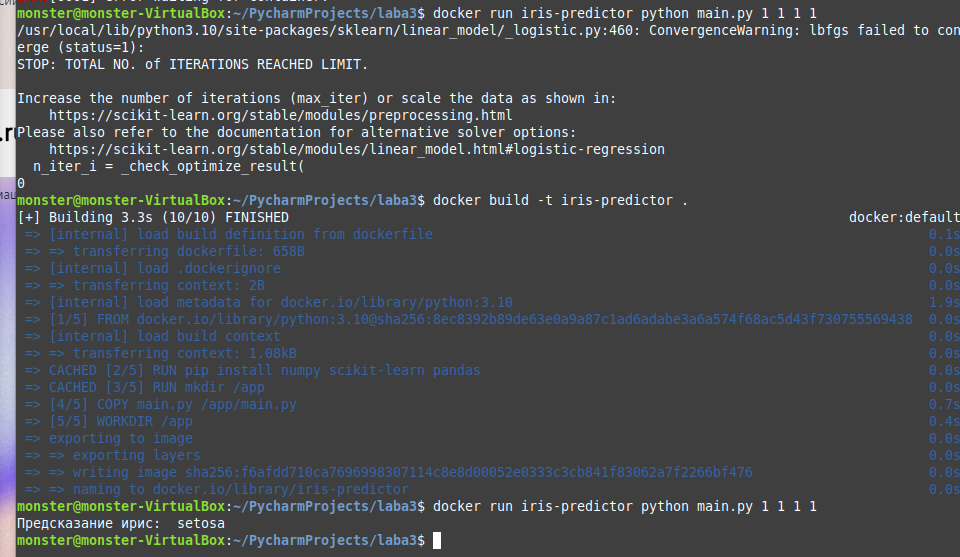 monster@monster-VirtualBox:~/PycharmProjects/laba3$ docker run iris-predictor python main.py 1 1 1 1
/usr/local/lib/python3.10/site-packages/sklearn/linear_model/_logistic.py:460: ConvergenceWarning: lbfgs failed to con
erge (status=1):
STOP: TOTAL NO. of ITERATIONS REACHED LIMIT.
Increase the number of iterations (max_iter) or scale the data as shown in:
https://scikit-learn.org/stable/modules/preprocessing.html
Please also refer to the documentation for alternative solver options:
https://scikit-learn.org/stable/modules/linear_model.html#logistic-regression
n_iter_i = _check_optimize_result(
0
monster@monster-VirtualBox:~/PycharmProjects/laba3$ docker build -t iris-predictor .
[+] Building 3.3s (10/10) FINISHED docker:default
=> [internal] load build definition from dockerfile 0.1s
=> => transferring dockerfile: 658B 0.0s
=> [internal] load .dockerignore 0.0s
=> => transferring context: 2B 0.0s
=> [internal] load metadata for docker.io/library/python:3.10 1.9s
=> [1/5] FROM docker.io/library/python:3.10@sha256:8ec8392b89de63e0a9a87c1ad6adabe3a6a574f68ac5d43f730755569438 0.0s
=> [internal] load build context 0.0s
=> => transferring context: 1.08kB 0.0s
=> CACHED [2/5] RUN pip install numpy scikit-learn pandas 0.0s
=> CACHED [3/5] RUN mkdir /app 0.0s
=> [4/5] COPY main.py /app/main.py 0.7s
=> [5/5] WORKDIR /app 0.4s
=> exporting to image 0.0s
=> => exporting layers 0.0s
=> => writing image sha256:f6afdd710ca7696998307114c8e8d00052e0333c3cb841f83062a7f2266bf476 0.0s
=> => naming to docker.io/library/iris-predictor 0.0s
monster@monster-VirtualBox:~/PycharmProjects/laba3$ docker run iris-predictor python main.py 1 1 1 1
Предсказание ирис: setosa
monster@monster-VirtualBox:~/PycharmProjects/laba3$